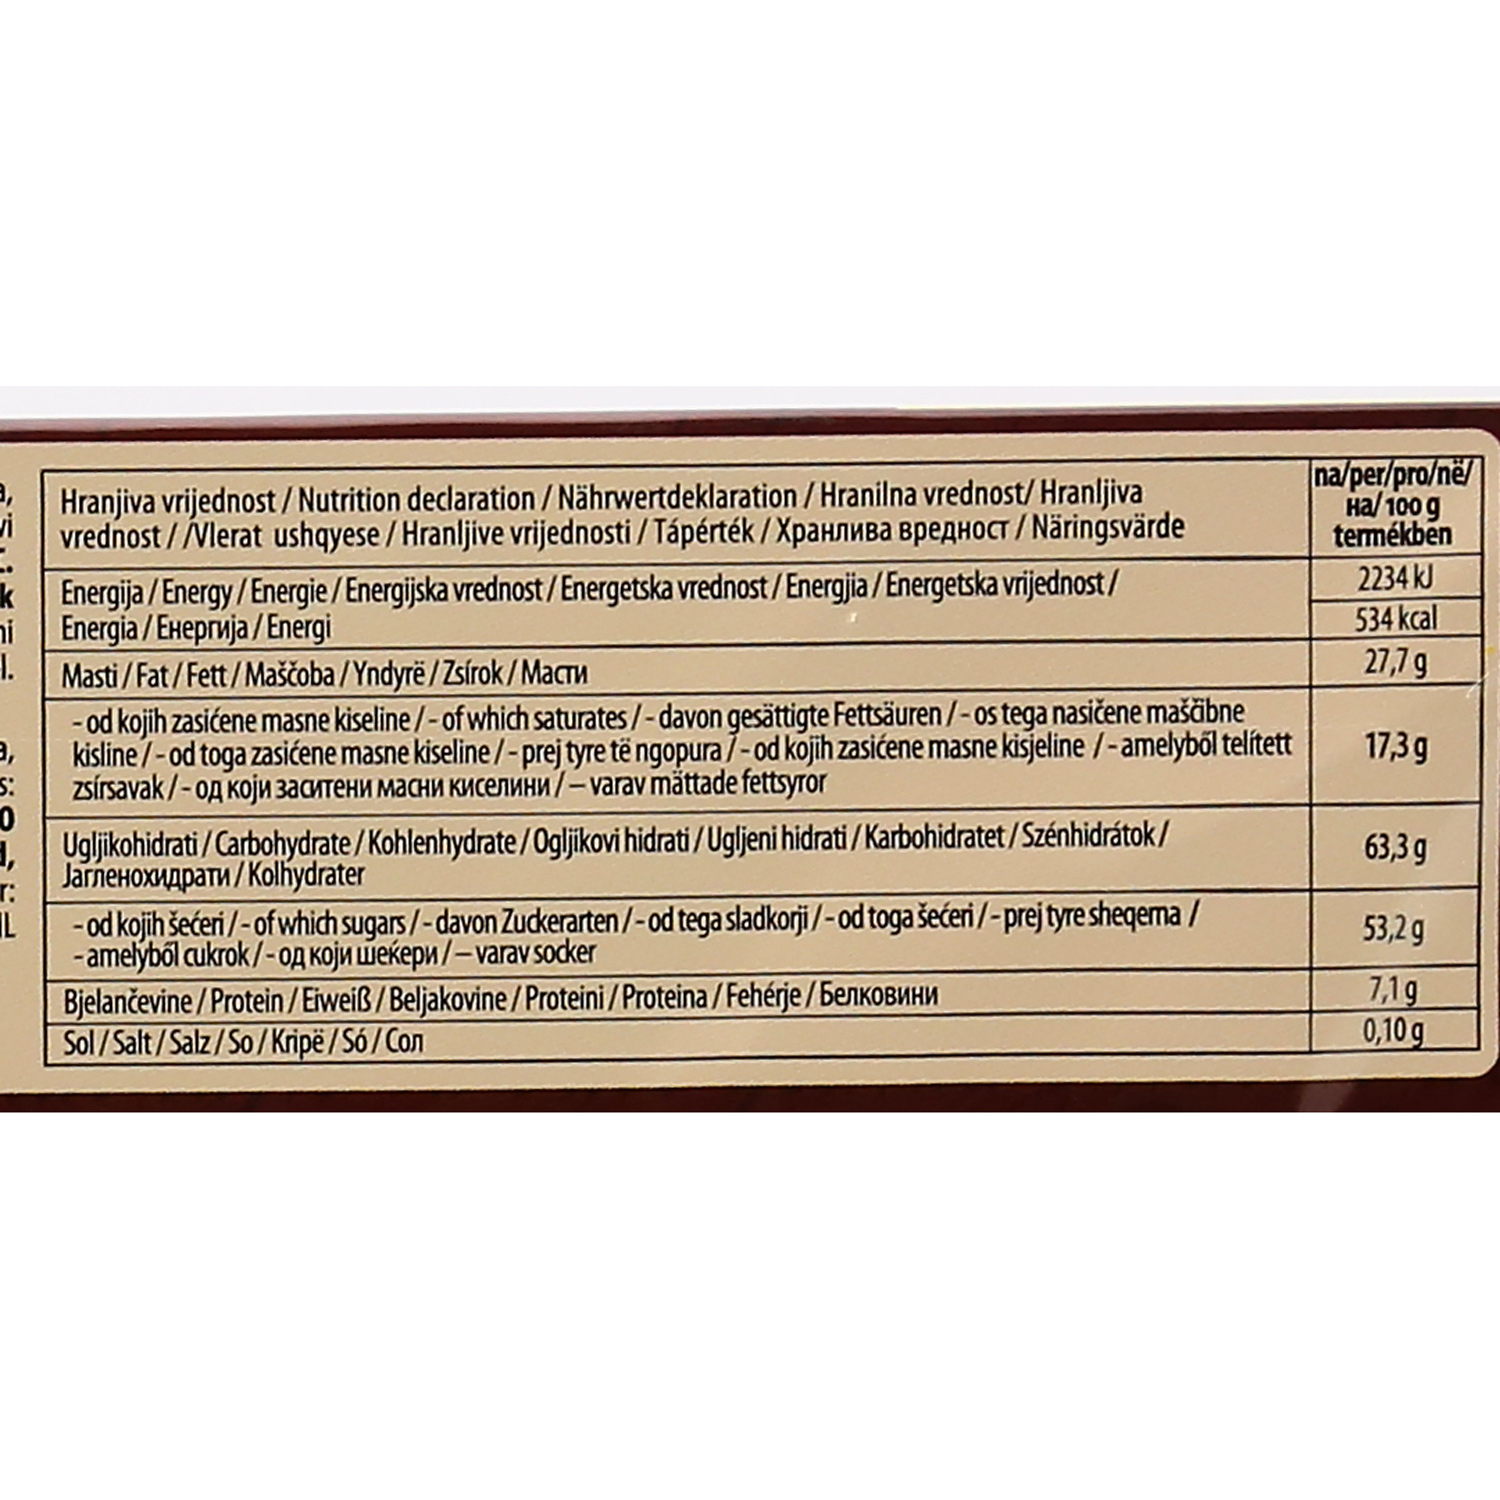 Hranjiva vrijednost / Nutrition declaration / Nährwertdeklaration / Hranilna vrednost/ Hranljiva
vrednost / /Vlerat ushqyese / Hranljive vrijednosti / Tápérték / Хранлива вредност / Näringsvärde
na/per/pro/në/
на/ 100 g
termékben
Energija / Energy / Energie / Energijska vrednost / Energetska vrednost / Energjia / Energetska vrijednost /
Energia / Енергија / Energi
2234 kJ
534 kcal
Masti / Fat / Fett / Maščoba / Yndyrë / Zsírok / Масти
27,7 g
- od kojih zasićene masne kiseline / - of which saturates / - davon gesättigte Fettsäuren / - os tega nasičene maščibne
kisline / - od toga zasićene masne kiseline / - prej tyre të ngopura / - od kojih zasićene masne kisjeline / - amelyből telített
zsírsavak / - од који заситени масни киселини / – varav mättade fettsyror
17,3 g
Ugljikohidrati / Carbohydrate / Kohlenhydrate / Ogljikovi hidrati / Ugljeni hidrati / Karbohidratet / Szénhidrátok /
Јагленохидрати / Kolhydrater
63,3 g
- od kojih šećeri / - of which sugars / - davon Zuckerarten / - od tega sladkorji / - od toga šećeri / - prej tyre sheqerna /
- amelyből cukrok / - од који шеќери / – varav socker
53,2 g
Bjelančevine / Protein / Eiweiß / Beljakovine / Proteini / Proteina / Fehérje / Белковини
7,1 g
Sol / Salt / Salz / So / Kripë / Só / Сол
0,10 g